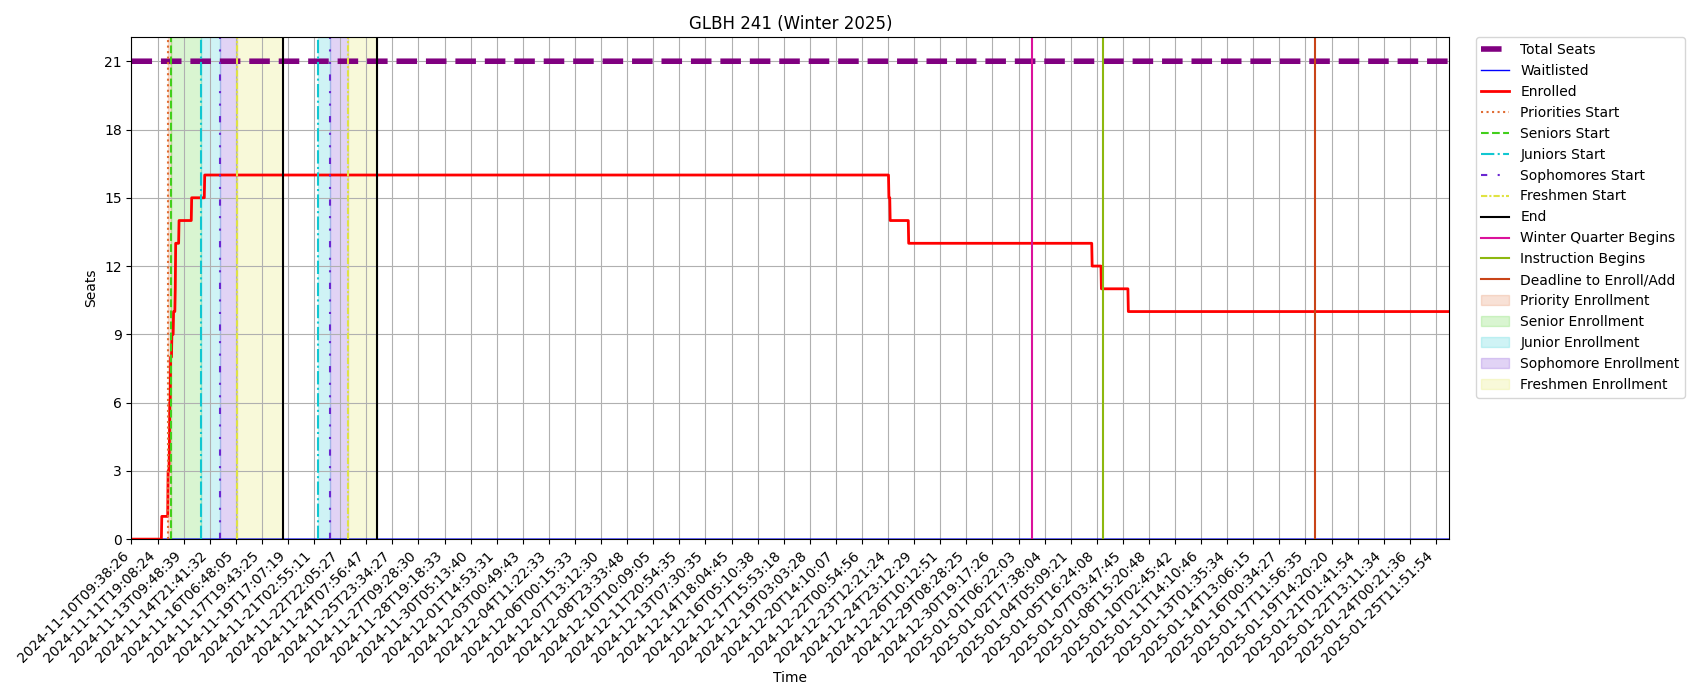 GLBH 241 (Winter 2025)
21
18
15
12
9
6
3
0
Seats
2024-11-10T09:38:26
2024-11-11T19:08:24
2024-11-13T09:48:39
2024-11-14T21:41:32
2024-11-16T06:48:05
2024-11-17T19:43:25
2024-11-19T17:07:19
2024-11-21T02:55:11
2024-11-22T22:05:27
2024-11-24T07:56:47
2024-11-25T23:34:27
2024-11-27T09:28:30
2024-11-28T19:18:33
2024-11-30T05:13:40
2024-12-01T14:53:31
2024-12-03T00:49:43
2024-12-04T11:22:33
2024-12-06T00:15:33
2024-12-07T13:12:30
2024-12-08T23:33:48
2024-12-10T10:09:05
2024-12-11T20:54:35
2024-12-13T07:30:35
2024-12-14T18:04:45
2024-12-16T05:10:38
2024-12-17T15:53:18
2024-12-19T03:03:28
2024-12-20T14:10:07
2024-12-22T00:54:56
2024-12-23T12:21:24
2024-12-24T23:12:29
2024-12-26T10:12:51
2024-12-29T08:28:25
2024-12-30T19:17:26
2025-01-01T06:22:03
2025-01-02T17:38:04
2025-01-04T05:09:21
2025-01-05T16:24:08
2025-01-07T03:47:45
2025-01-08T15:20:48
2025-01-10T02:45:42
2025-01-11T14:10:46
2025-01-13T01:35:34
2025-01-14T13:06:15
2025-01-16T00:34:27
2025-01-17T11:56:35
2025-01-19T14:20:20
2025-01-21T01:41:54
2025-01-22T13:11:34
2025-01-24T00:21:36
2025-01-25T11:51:54
Time
Total Seats
Waitlisted
Enrolled
Priorities Start
Seniors Start
Juniors Start
Sophomores Start
Freshmen Start
End
Winter Quarter Begins
Instruction Begins
Deadline to Enroll/Add
Priority Enrollment
Senior Enrollment
Junior Enrollment
Sophomore Enrollment
Freshmen Enrollment